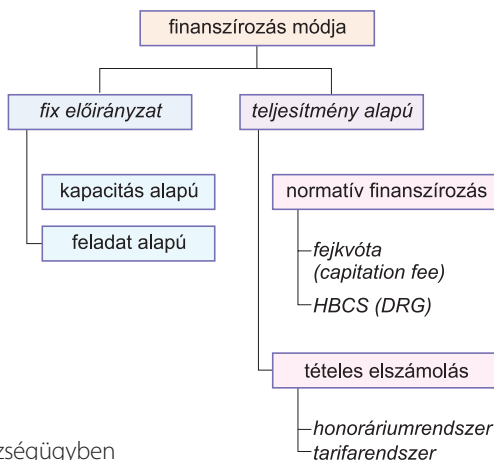 finanszírozás módja
fix előirányzat
teljesítmény alapú
kapacitás alapú
normatív finanszírozás
feladat alapú
fejkvóta
(capitation fee)
HBCS (DRG)
tételes elszámolás
honoráriumrendszer
tarifarendszer
zségügyben